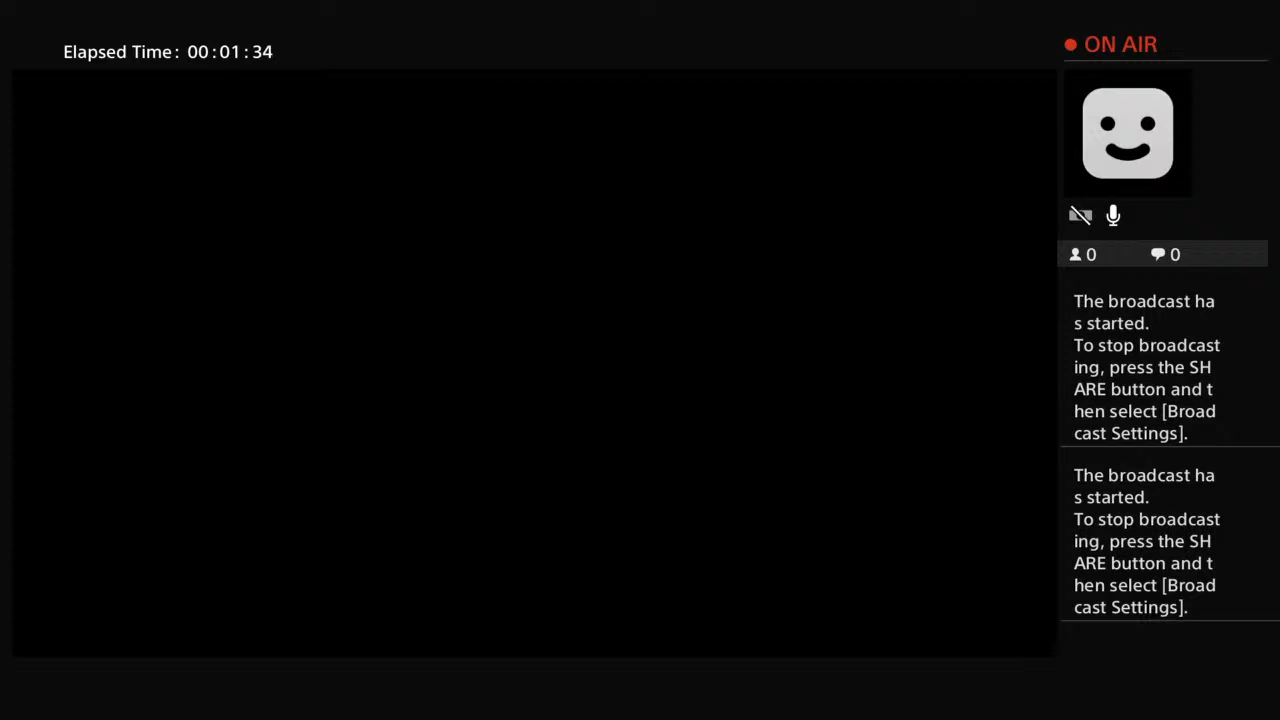 Elapsed Time: 00:01:34
ON AIR
0 0
The broadcast ha
s started.
To stop broadcast
ing, press the SH
ARE button and t
hen select [Broad
cast Settings].
The broadcast ha
s started.
To stop broadcast
ing, press the SH
ARE button and t
hen select [Broad
cast Settings].